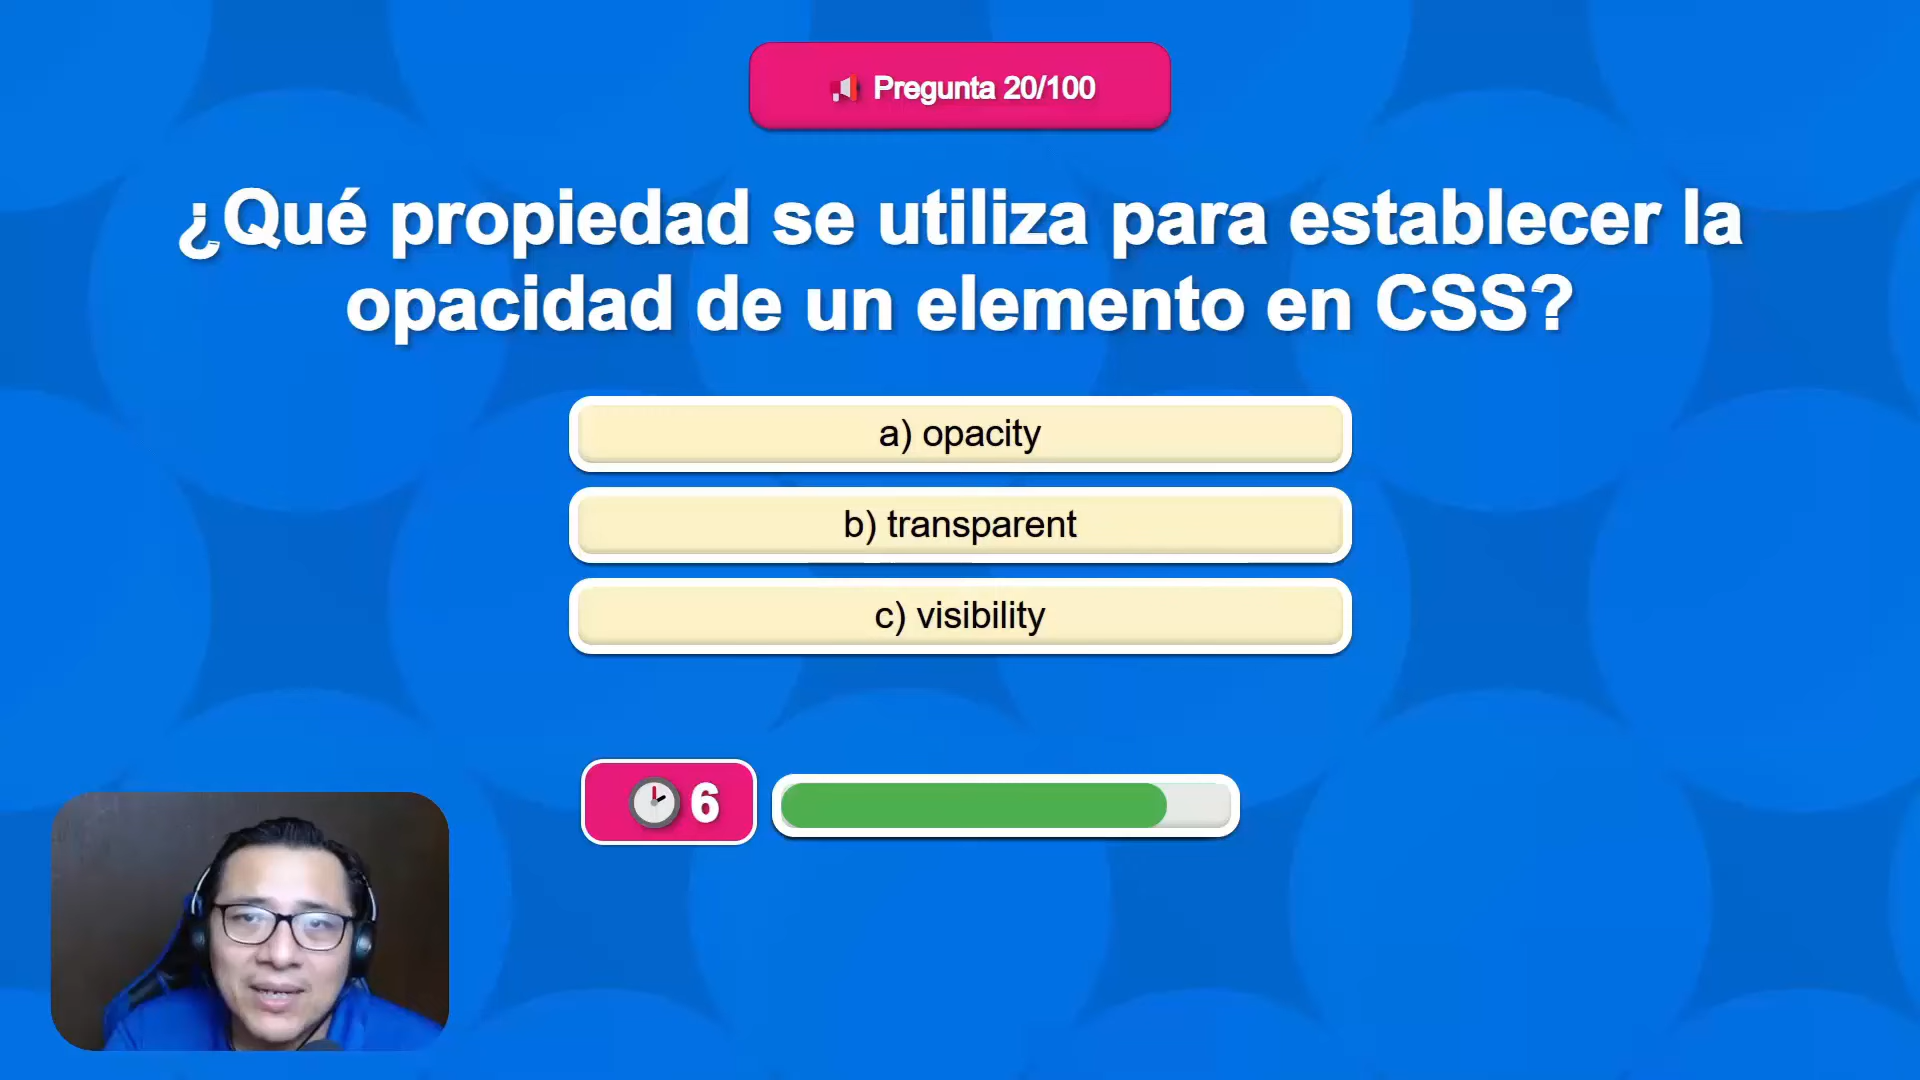 Pregunta 20/100
¿Qué propiedad se utiliza para establecer la
opacidad de un elemento en CSS?
a) opacity
b) transparent
c) visibility
6